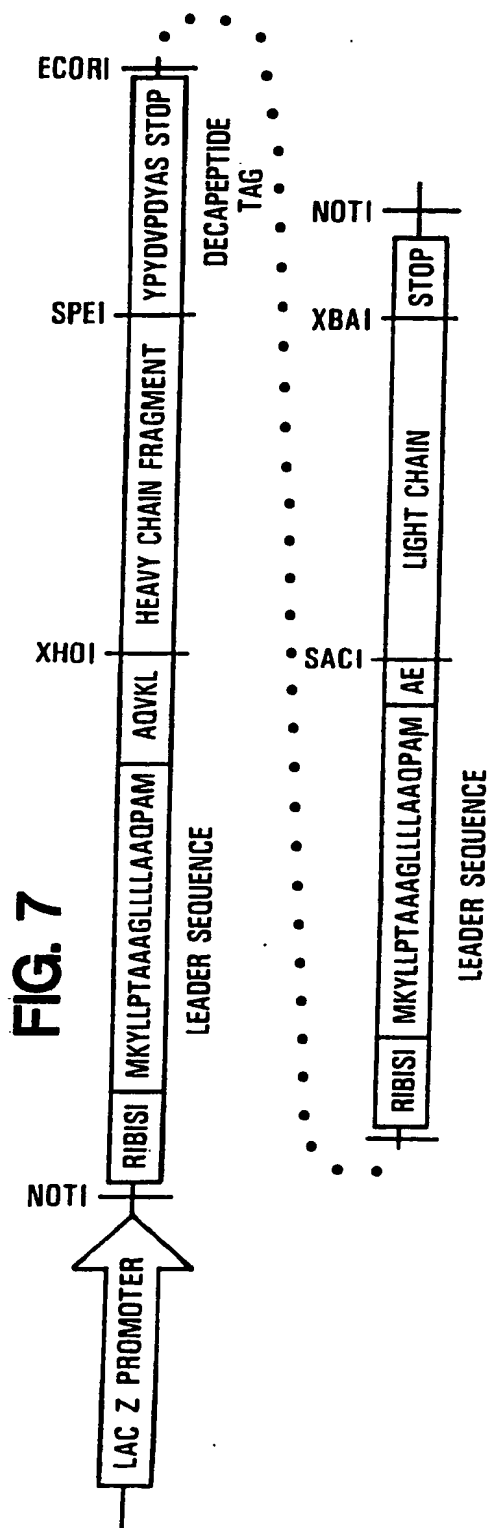 FIG. 7
NOTI
XHOI
SPEI
ECORI
LAC Z PROMOTER
RIBISI
MKYLLPTAAAGLLLLAAQPAM
AQVKL
HEAVY CHAIN FRAGMENT
YPYDVPDYAS STOP
LEADER SEQUENCE
DECAPEPTIDE
TAG
SACI
XBAI
NOTI
RIBISI
MKYLLPTAAAGLLLLAAQPAM
AE
LIGHT CHAIN
STOP
LEADER SEQUENCE